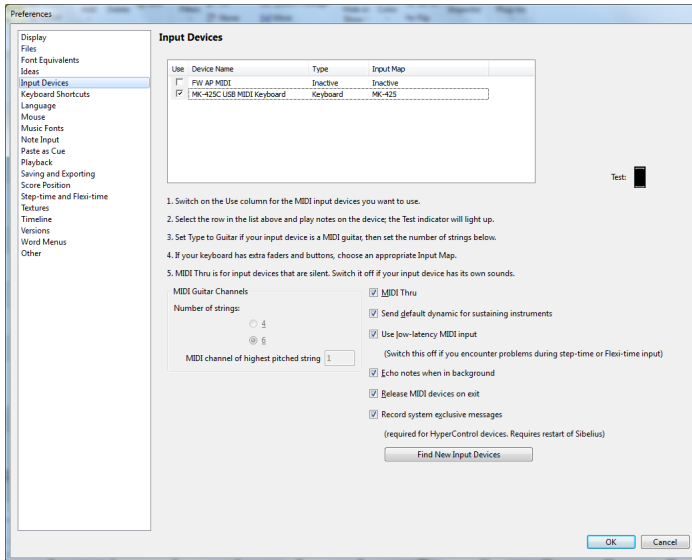 Preferences
Display
Files
Font Equivalents
Ideas
Input Devices
Keyboard Shortcuts
Language
Mouse
Music Fonts
Note Input
Paste as Cue
Playback
Saving and Exporting
Score Position
Step-time and Flexi-time
Textures
Timeline
Versions
Word Menus
Other
Input Devices
Use Device Name Type Input Map
FW AP MIDI Inactive Inactive
MK-425C USB MIDI Keyboard Keyboard MK-425
Test:
1. Switch on the Use column for the MIDI input devices you want to use.
2. Select the row in the list above and play notes on the device; the Test indicator will light up.
3. Set Type to Guitar if your input device is a MIDI guitar, then set the number of strings below.
4. If your keyboard has extra faders and buttons, choose an appropriate Input Map.
5. MIDI Thru is for input devices that are silent. Switch it off if your input device has its own sounds.
MIDI Guitar Channels
Number of strings:
4
6
MIDI channel of highest pitched string 1
MIDI Thru
Send default dynamic for sustaining instruments
Use low-latency MIDI input
(Switch this off if you encounter problems during step-time or Flexi-time input)
Echo notes when in background
Release MIDI devices on exit
Record system exclusive messages
(required for HyperControl devices. Requires restart of Sibelius)
Find New Input Devices
OK Cancel